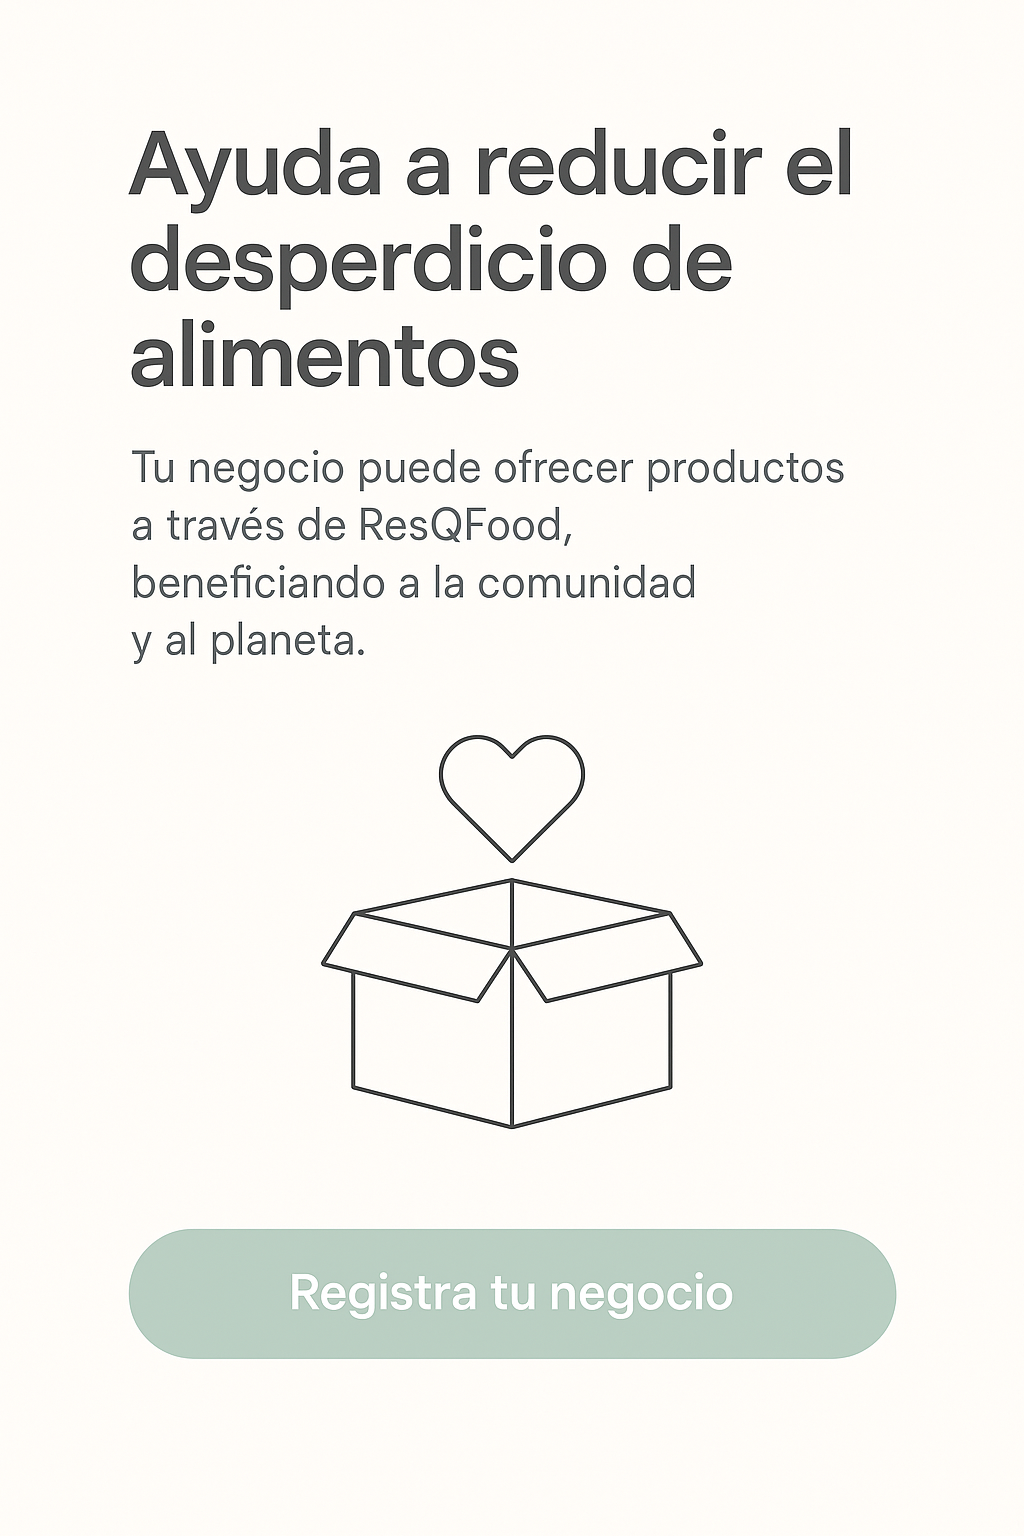 Ayuda a reducir el
desperdicio de
alimentos
Tu negocio puede ofrecer productos
a través de ResQFood,
beneficiando a la comunidad
y al planeta.
Registra tu negocio